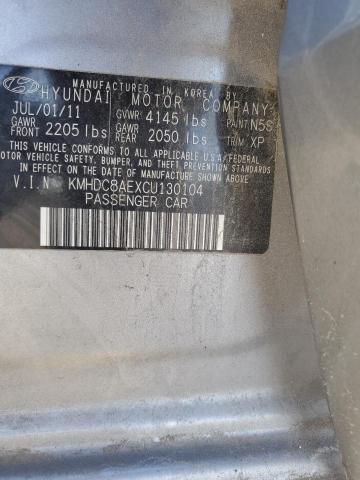 MANUFACTURED IN KOREA BY
HYUNDAI MOTOR COMPANY
JUL/01/11 GVWR 4145 lbs PAINT N5S
GAWR FRONT 2205 lbs GAWR REAR 2050 lbs TRIM XP
THIS VEHICLE CONFORMS TO ALL APPLICABLE U.S.A FEDERAL
MOTOR VEHICLE SAFETY, BUMPER, AND THEFT PREVENTION
STANDARDS IN EFFECT ON THE DATE OF MANUFACTURE
V.I.N KMHDC8AEXCU130104
PASSENGER CAR